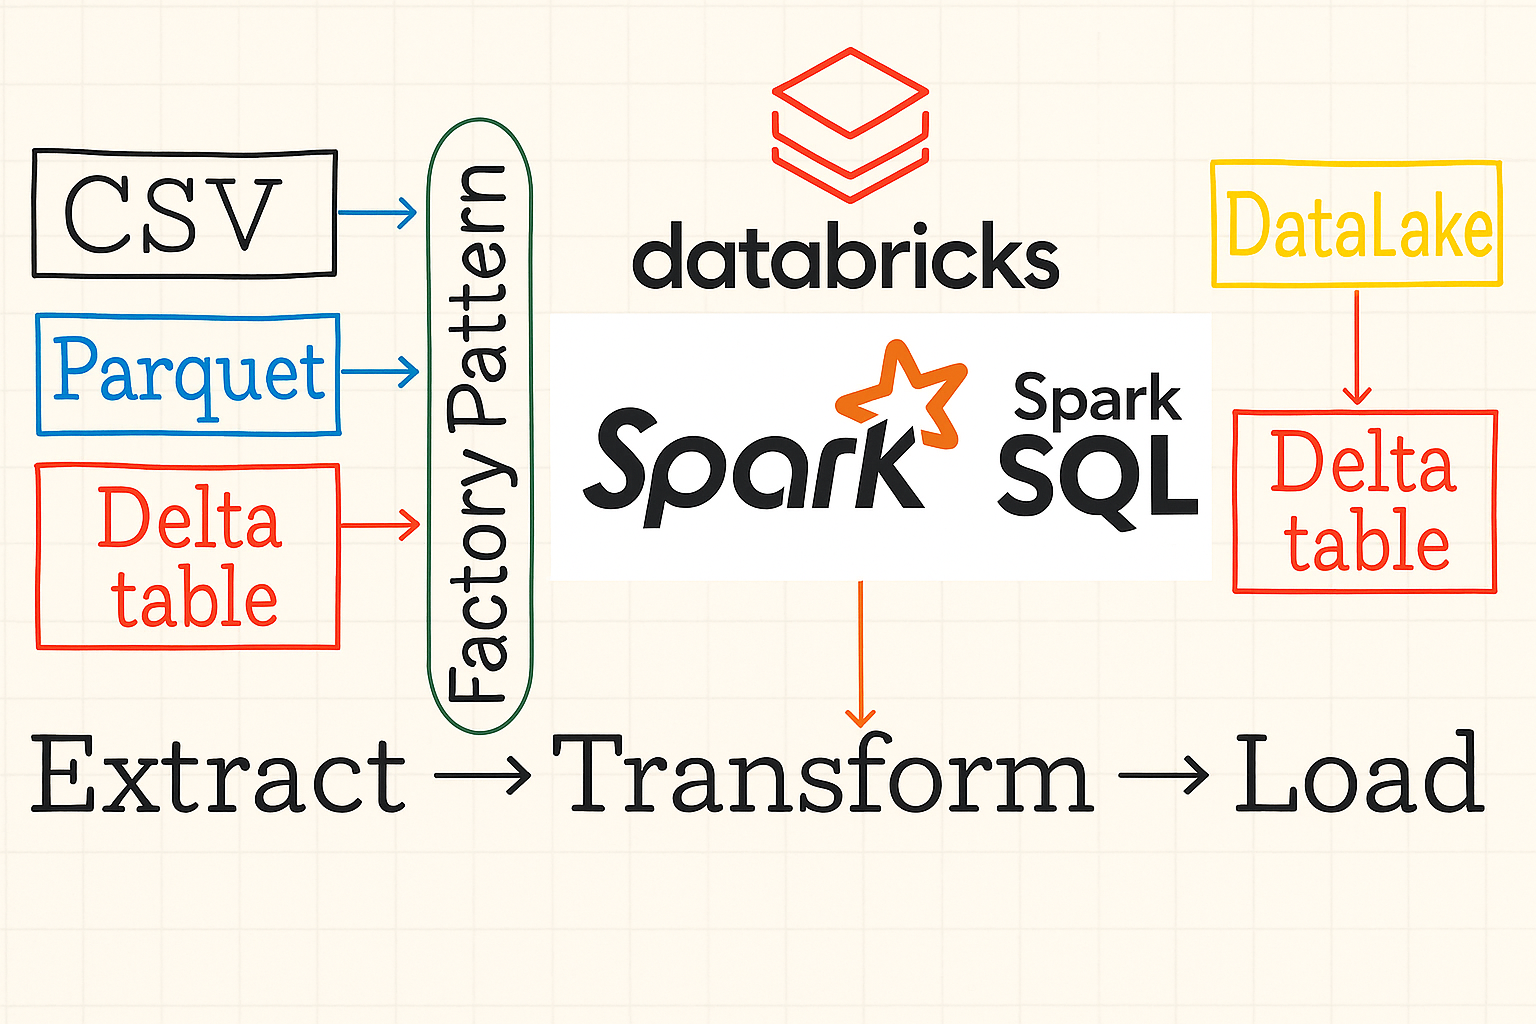 CSV
Parquet
Delta
table
Factory Pattern
databricks
Spark
Spark
SQL
DataLake
Delta
table
Extract
Transform
Load